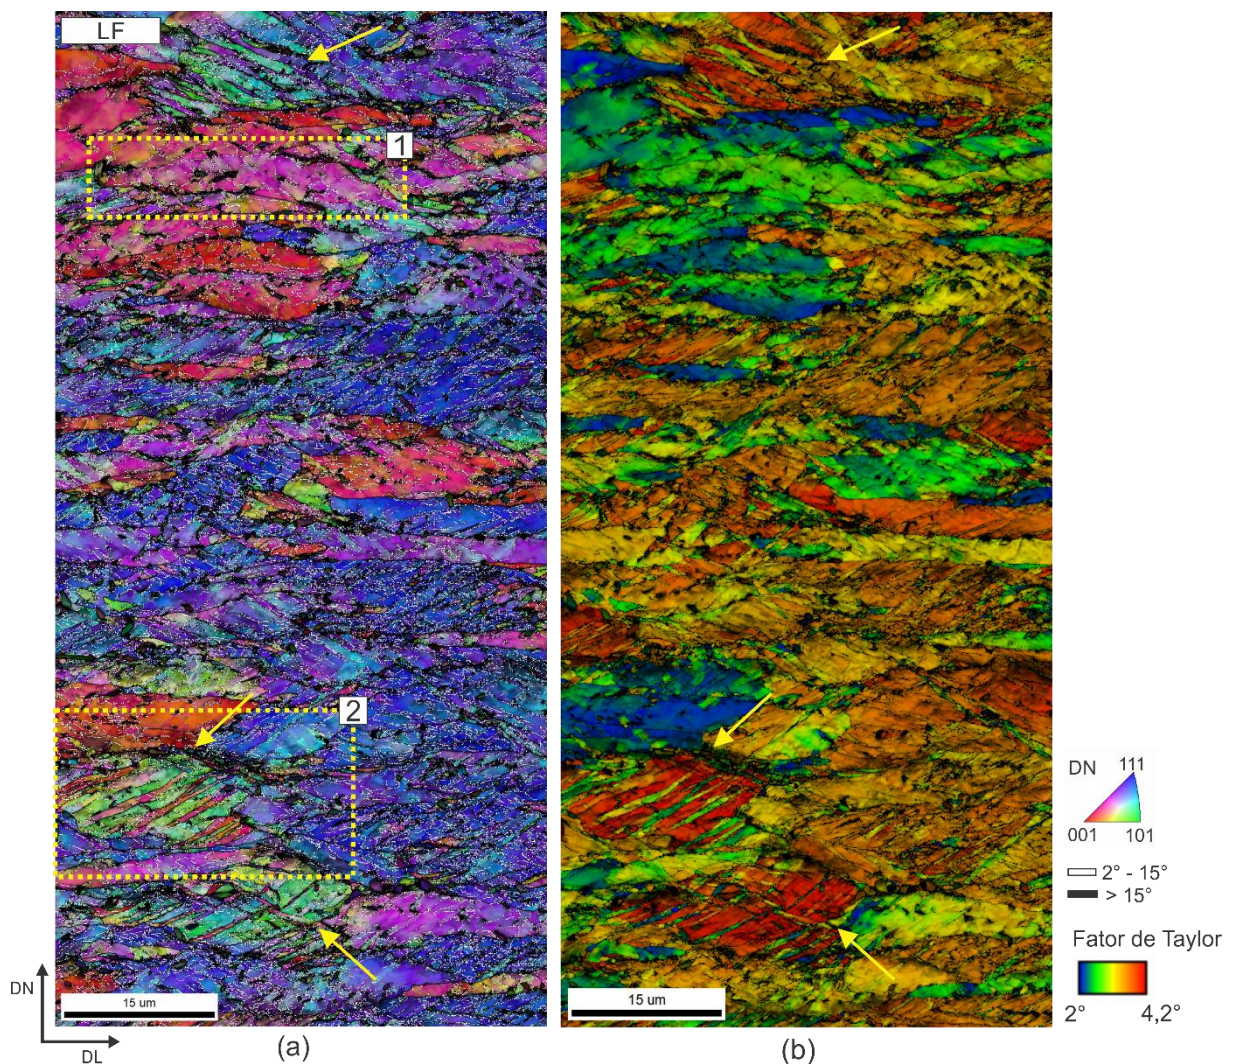 LF
1
2
DN
DL
15 um
(a)
15 um
(b)
DN
111
001
101
2° - 15°
> 15°
Fator de Taylor
2°
4,2°